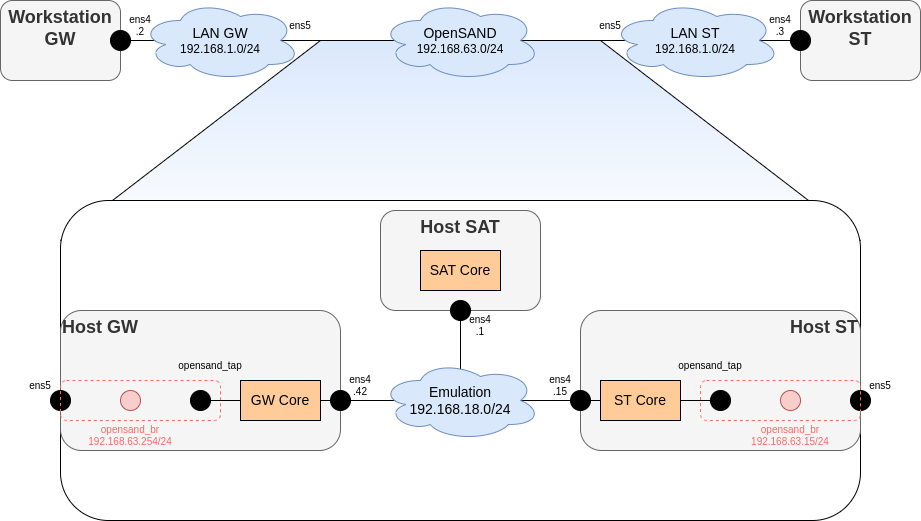 Workstation
GW
ens4
.2
LAN GW
192.168.1.0/24
ens5
OpenSAND
192.168.63.0/24
ens5
LAN ST
192.168.1.0/24
ens4
.3
Workstation
ST
Host SAT
SAT Core
ens4
.1
Host GW
opensand_tap
ens5
GW Core
ens4
.42
opensand_br
192.168.63.254/24
Emulation
192.168.18.0/24
Host ST
ens4
.15
ST Core
opensand_tap
ens5
opensand_br
192.168.63.15/24